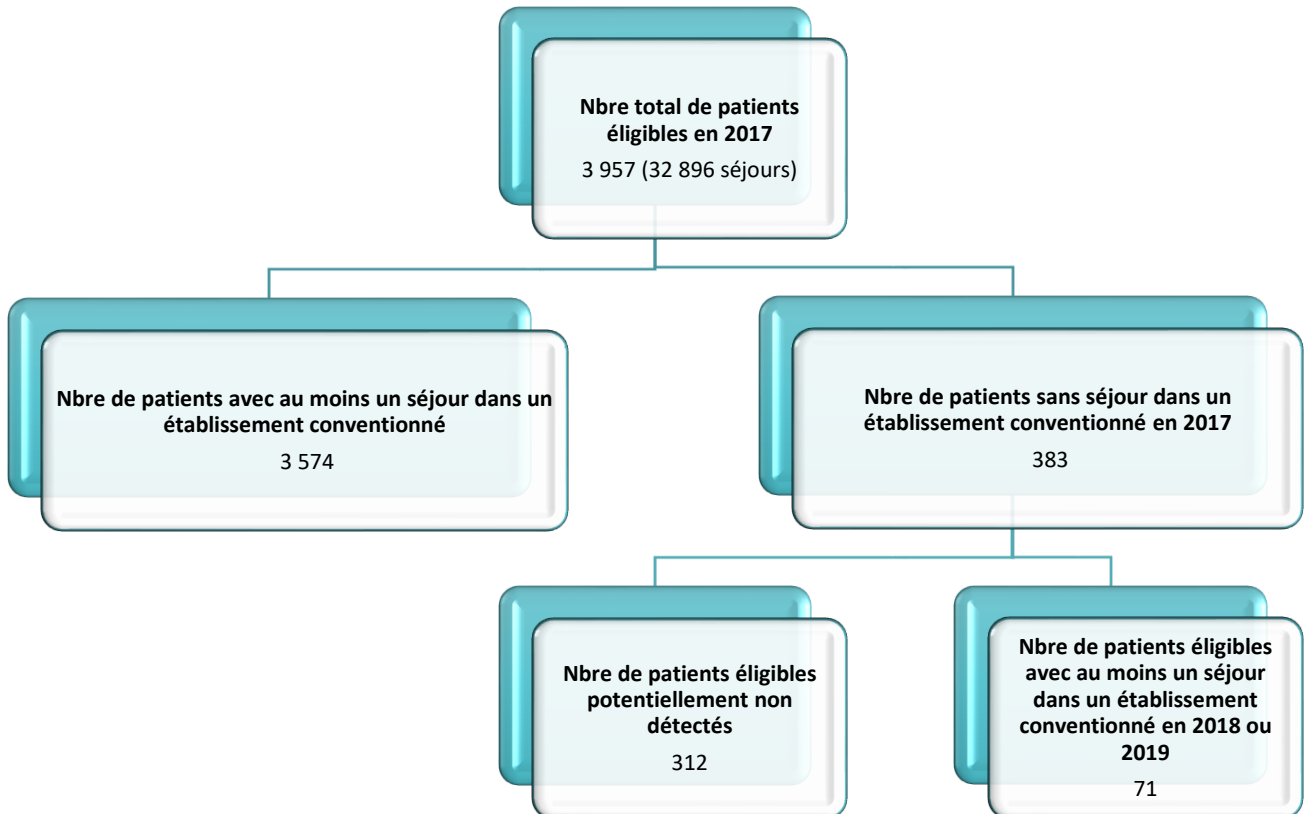 Nbre total de patients
éligibles en 2017
3 957 (32 896 séjours)
Nbre de patients avec au moins un séjour dans un
établissement conventionné
3 574
Nbre de patients sans séjour dans un
établissement conventionné en 2017
383
Nbre de patients éligibles
potentiellement non
détectés
312
Nbre de patients éligibles
avec au moins un séjour
dans un établissement
conventionné en 2018 ou
2019
71